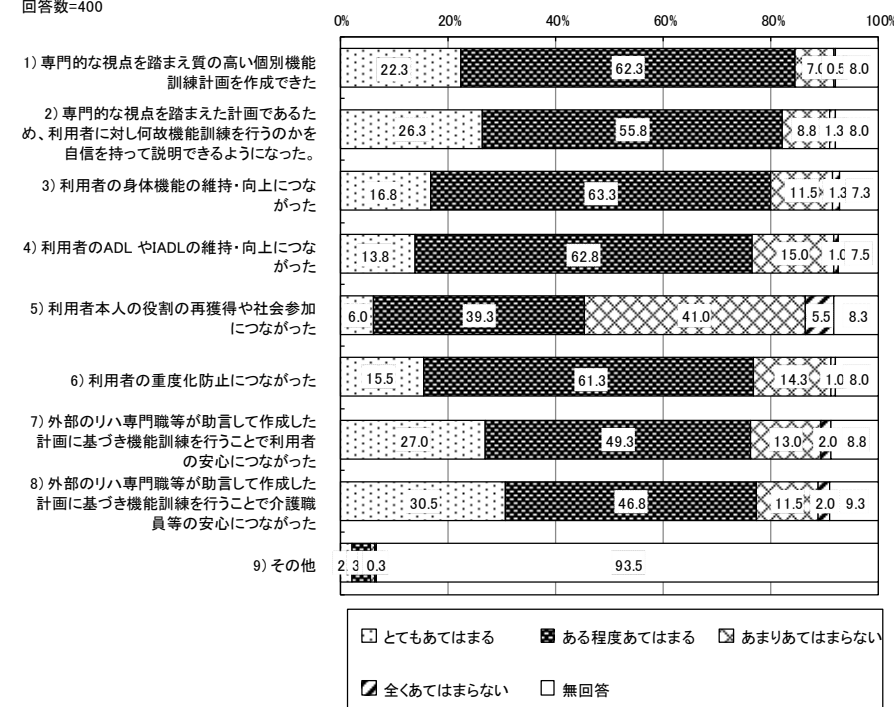 回答数=400
0% 20% 40% 60% 80% 100%
1)専門的な視点を踏まえ質の高い個別機能
訓練計画を作成できた
22.3 62.3 7.0 0.5 8.0
2)専門的な視点を踏まえた計画であるた
め、利用者に対し何故機能訓練を行うのかを
自信を持って説明できるようになった。
26.3 55.8 8.8 1.3 8.0
3)利用者の身体機能の維持・向上につな
がった
16.8 63.3 11.5 1.3 7.3
4)利用者のADL やIADLの維持・向上につな
がった
13.8 62.8 15.0 1.0 7.5
5)利用者本人の役割の再獲得や社会参加
につながった
6.0 39.3 41.0 5.5 8.3
6)利用者の重度化防止につながった
15.5 61.3 14.3 1.0 8.0
7)外部のリハ専門職等が助言して作成した
計画に基づき機能訓練を行うことで利用者
の安心につながった
27.0 49.3 13.0 2.0 8.8
8)外部のリハ専門職等が助言して作成した
計画に基づき機能訓練を行うことで介護職
員等の安心につながった
30.5 46.8 11.5 2.0 9.3
9)その他
0.3 93.5
とてもあてはまる ある程度あてはまる あまりあてはまらない
全くあてはまらない 無回答